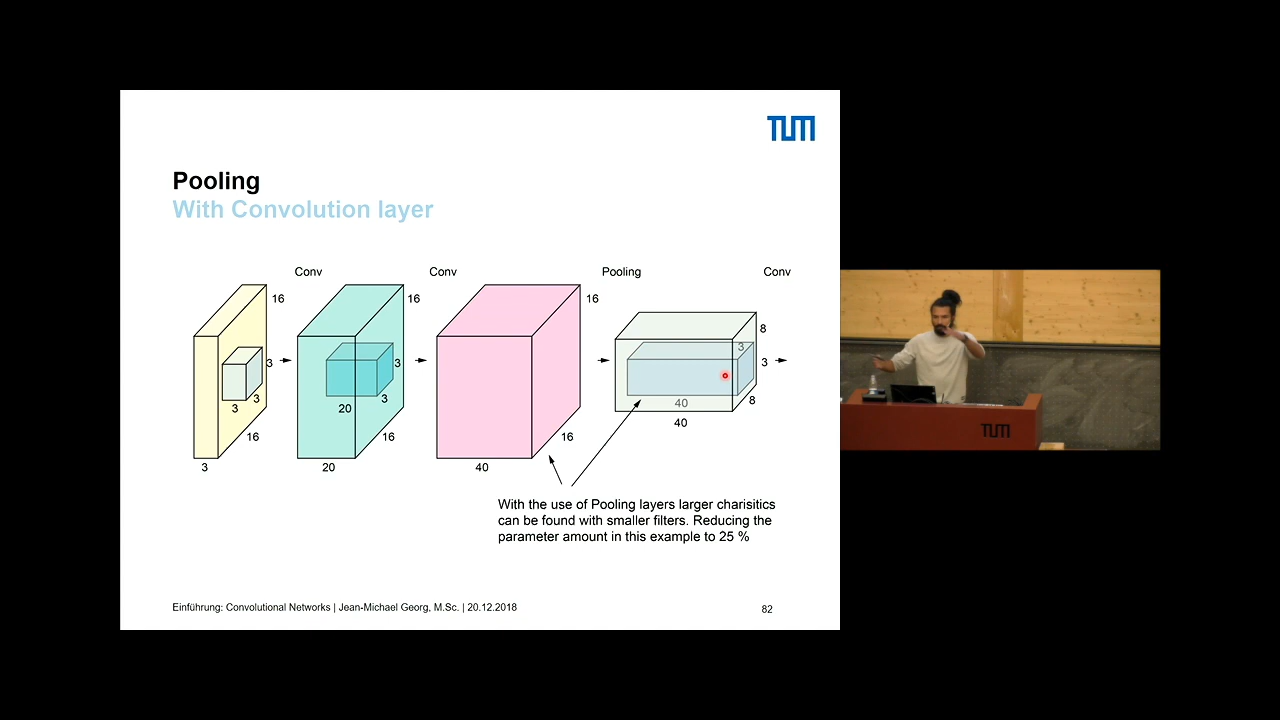 TUM
Pooling
With Convolution layer
Conv
Conv
Pooling
Conv
16
16
16
8
3
3
3
3
3
3
3
8
20
40
40
16
16
16
3
20
40
With the use of Pooling layers larger charisitics
can be found with smaller filters. Reducing the
parameter amount in this example to 25 %
Einführung: Convolutional Networks | Jean-Michael Georg, M.Sc. | 20.12.2018
82
TUM